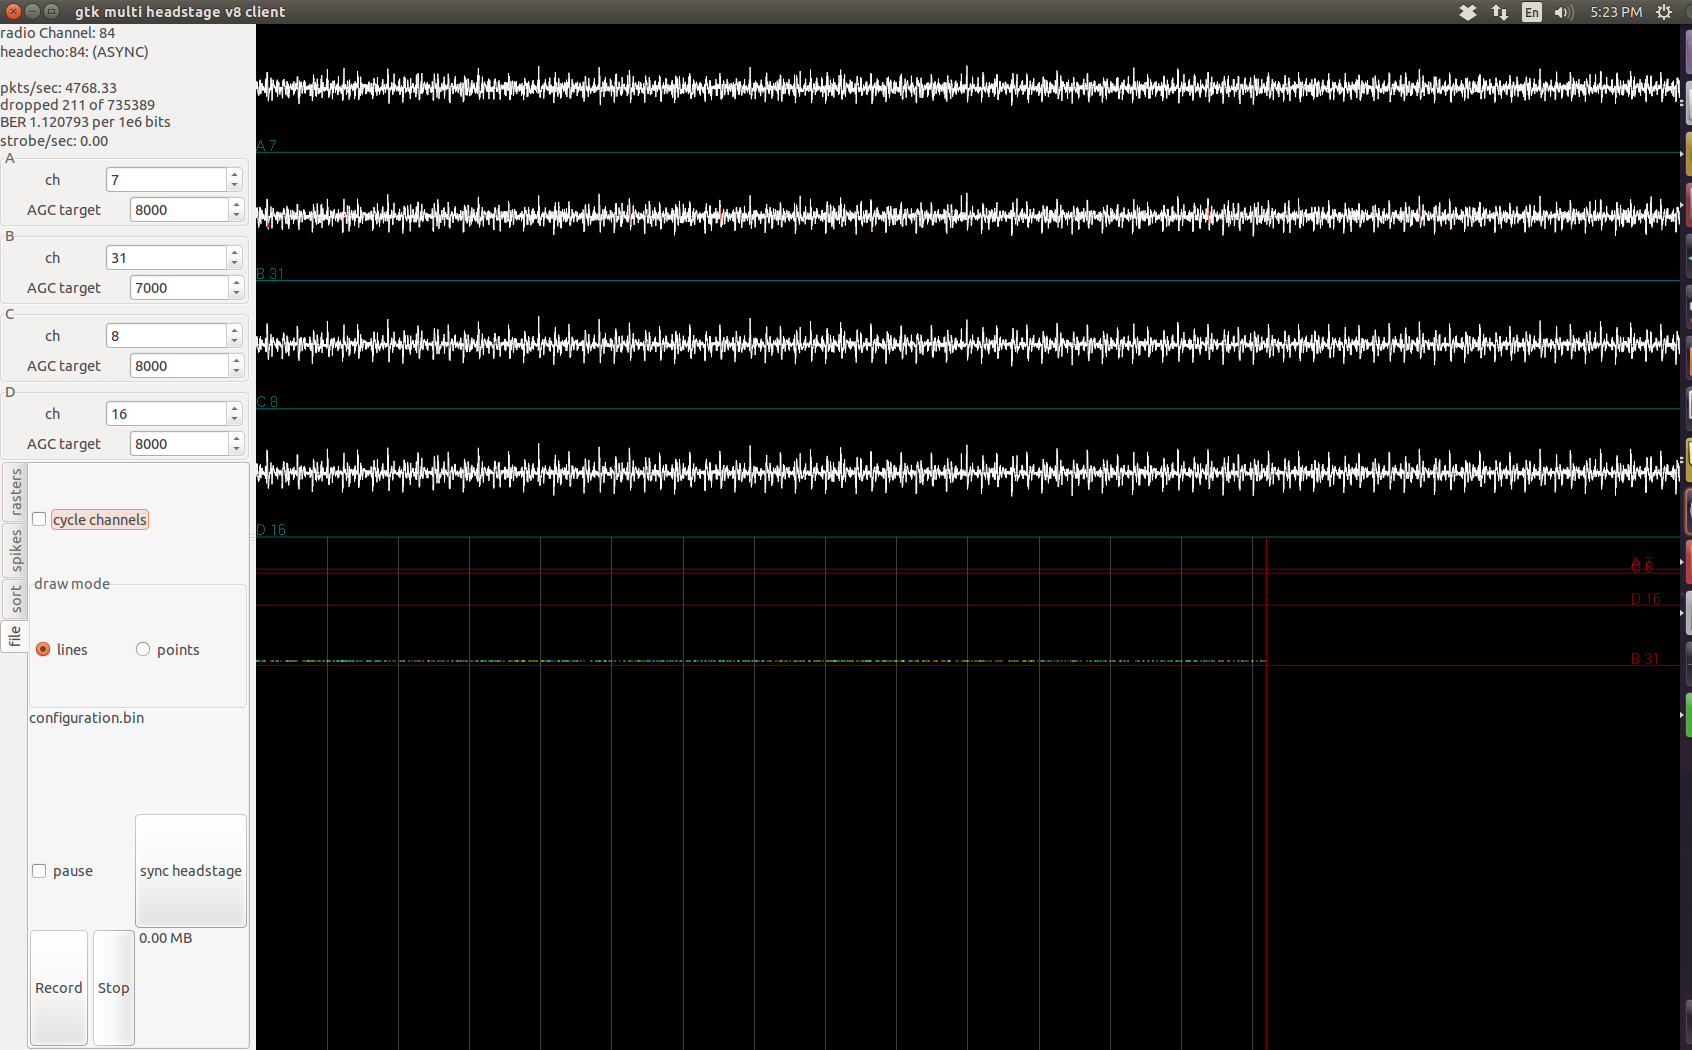 gtk multi headstage v8 client
En
5:23 PM
radio Channel: 84
headecho:84: (ASYNC)
pkts/sec: 4768.33
dropped 211 of 735389
BER 1.120793 per 1e6 bits
strobe/sec: 0.00
A
ch 7
AGC target 8000
B
ch 31
AGC target 7000
C
ch 8
AGC target 8000
D
ch 16
AGC target 8000
rasters
spikes
sort
file
cycle channels
draw mode
lines points
configuration.bin
pause
sync headstage
Record
Stop
0.00 MB
A 7
B 31
C 8
D 16
A 7
C 8
D 16
B 31